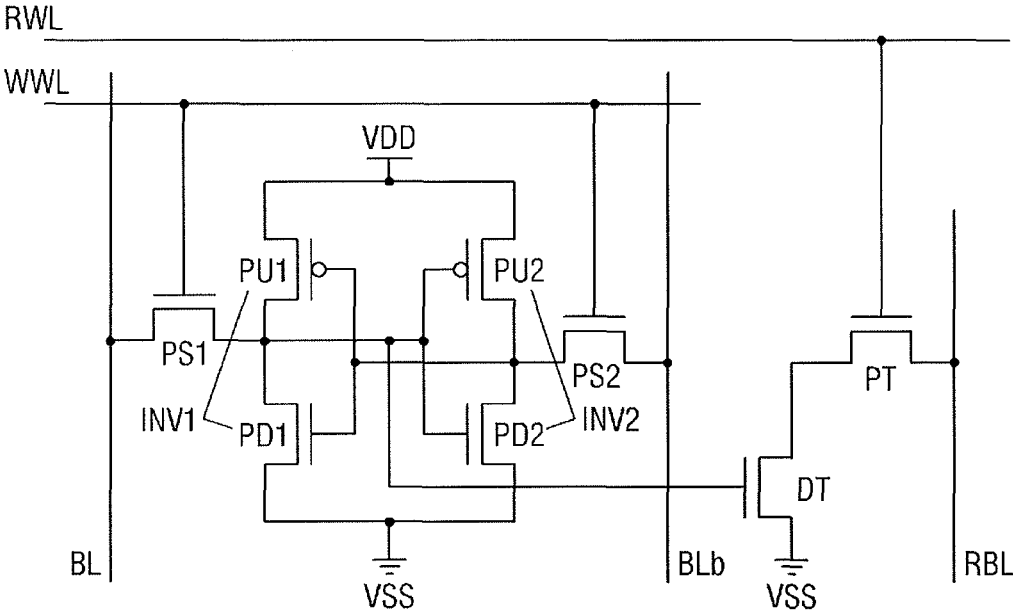 RWL
WWL
VDD
PU1
PU2
PS1
PS2
PT
INV1
PD1
PD2
INV2
DT
BL
VSS
BLb
VSS
RBL